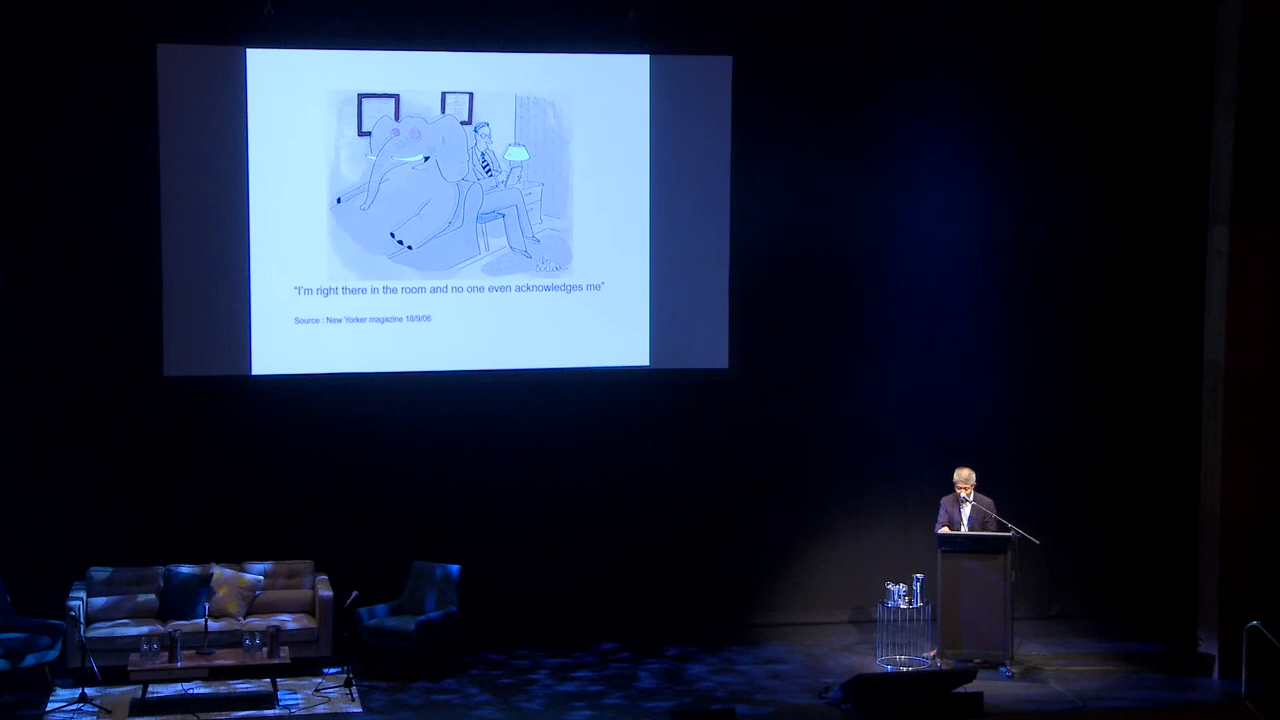 “I’m right there in the room and no one even acknowledges me”
Source : New Yorker magazine 18/9/06